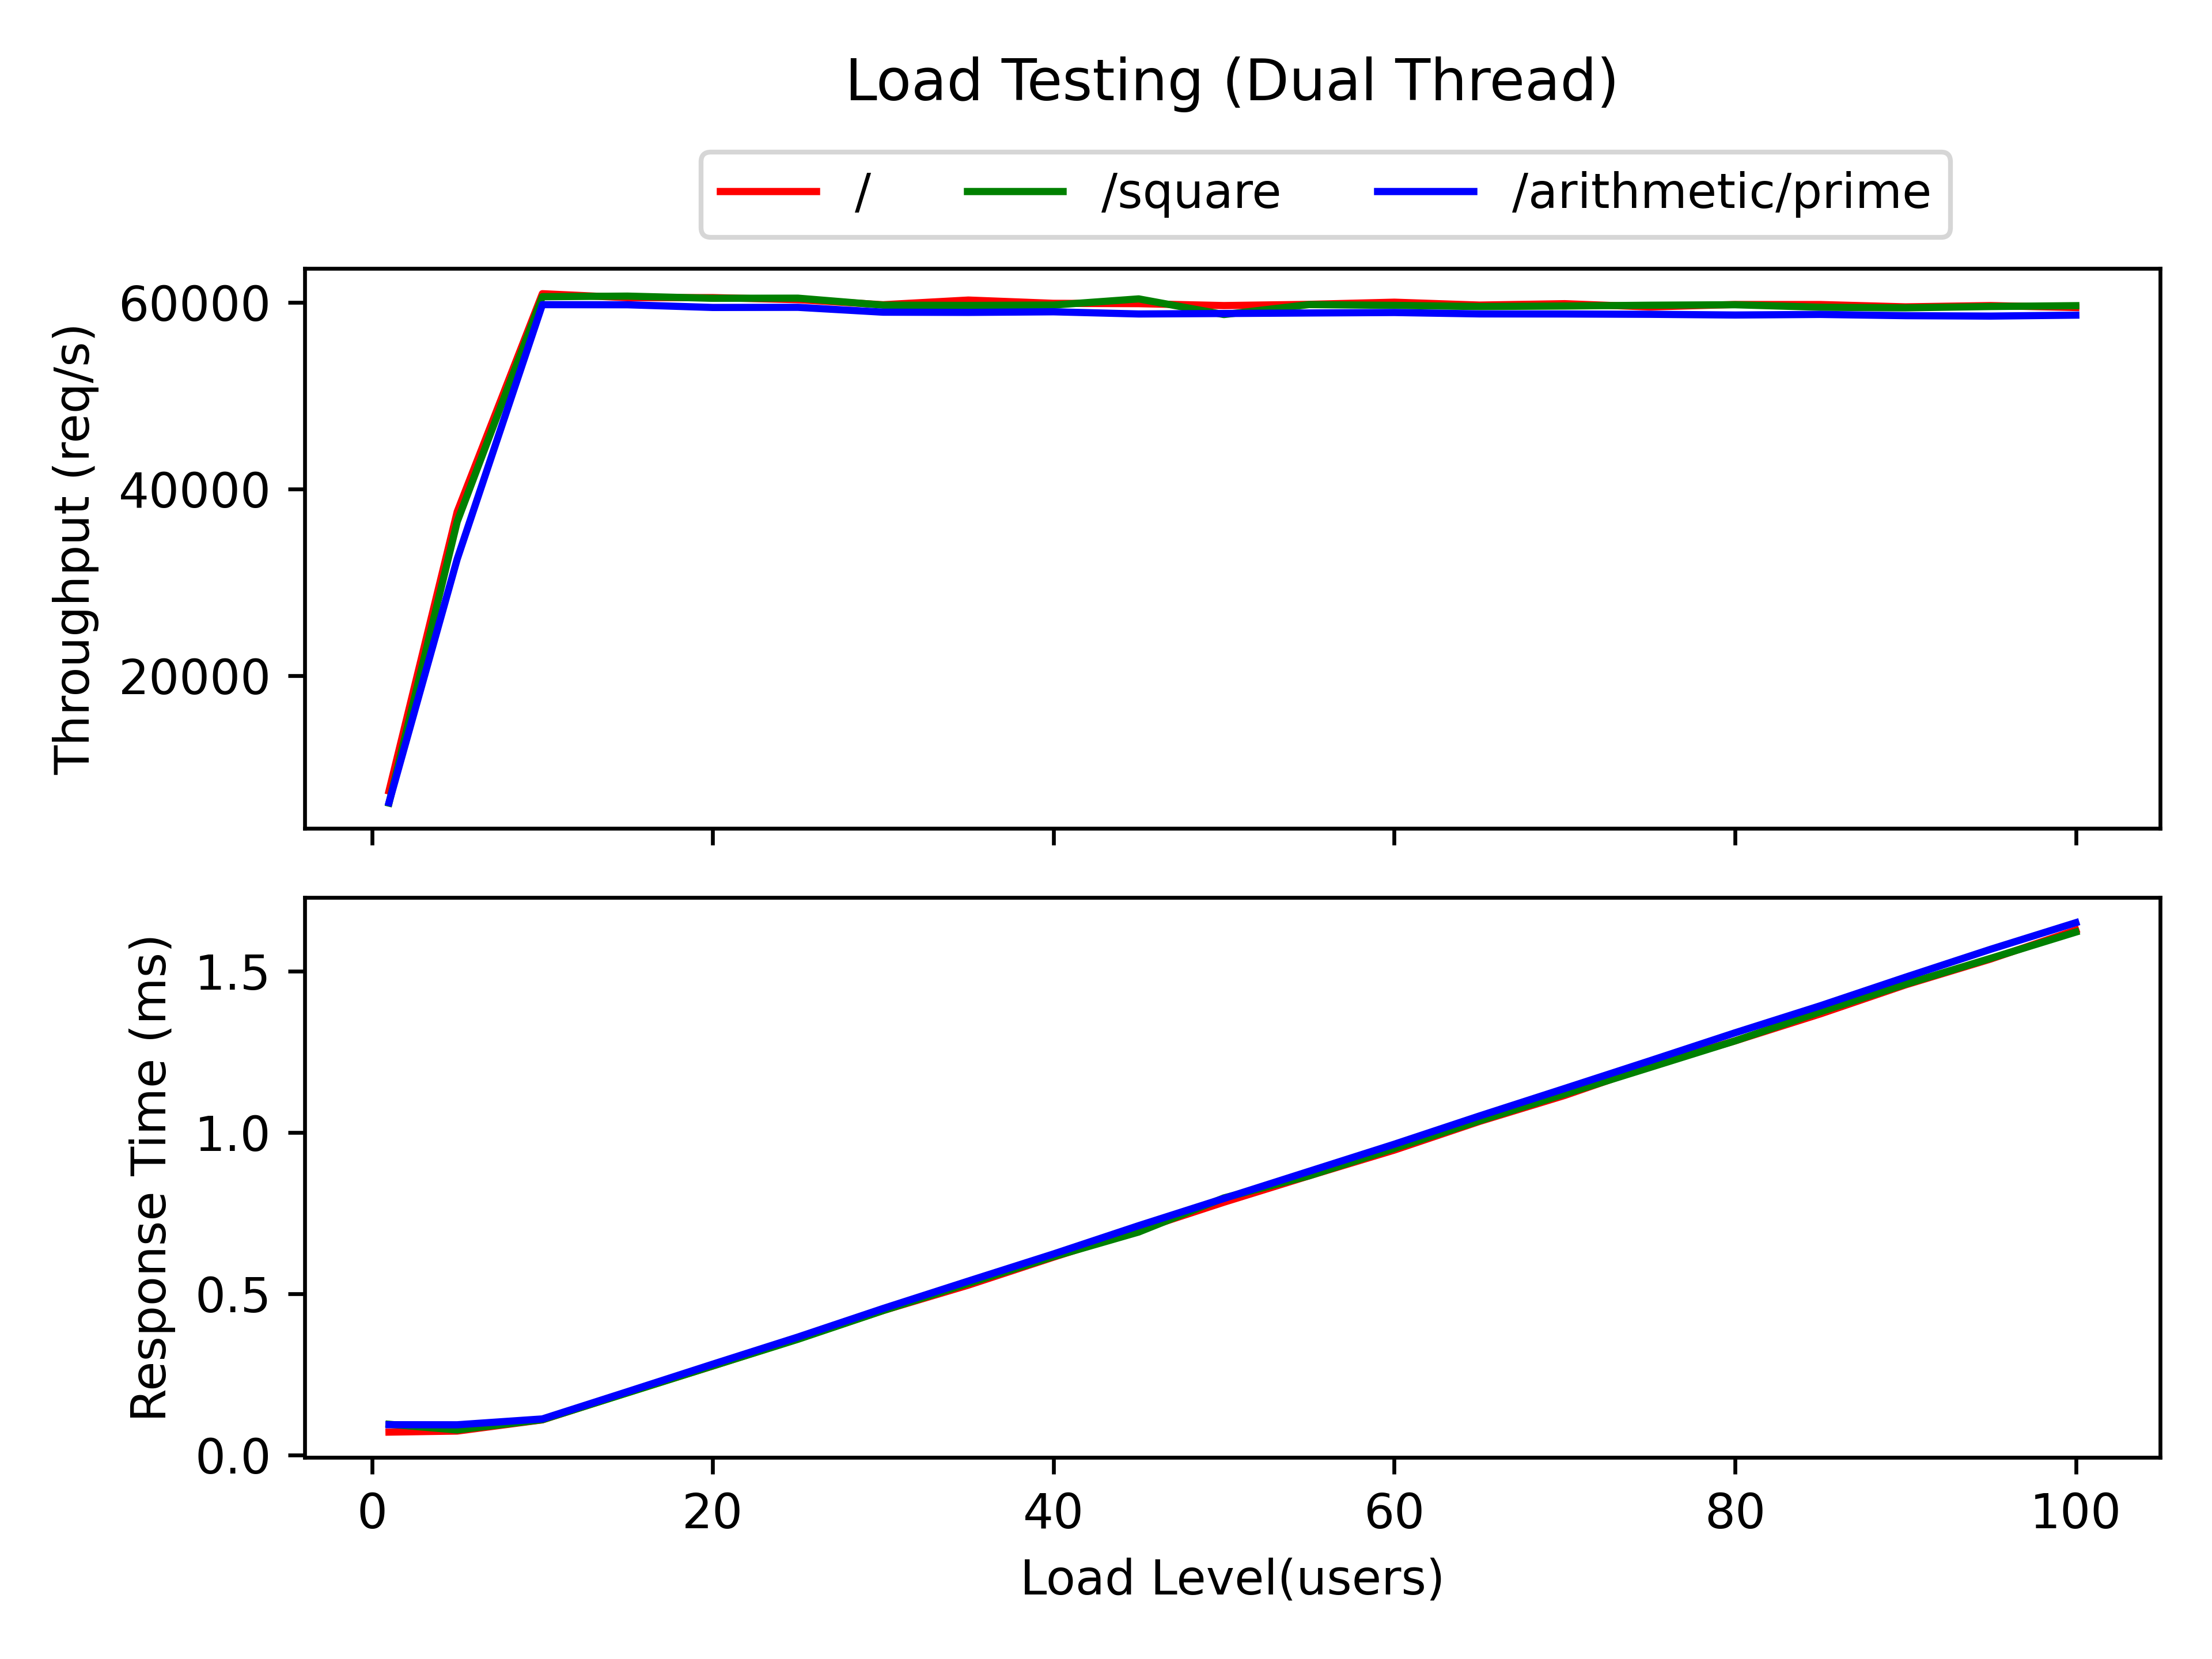 Load Testing (Dual Thread)
/ /square /arithmetic/prime
Throughput (req/s)
60000
40000
20000
Response Time (ms)
1.5
1.0
0.5
0.0
0 20 40 60 80 100
Load Level(users)